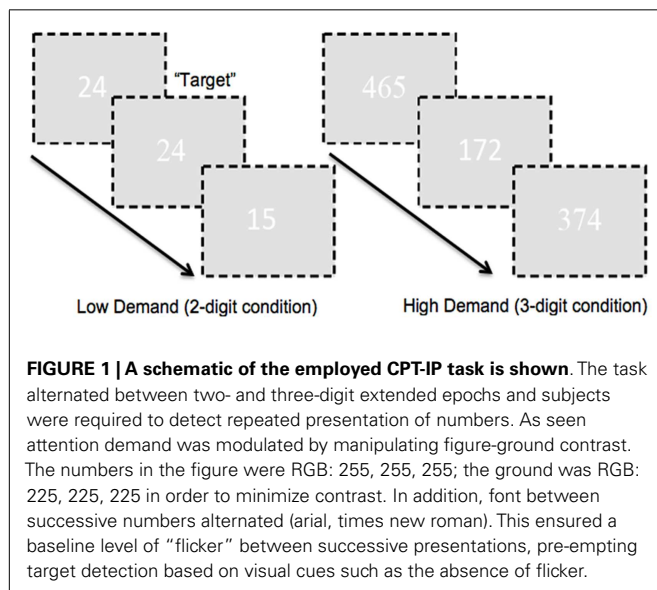 24
"Target"
24
15
Low Demand (2-digit condition)
465
172
374
High Demand (3-digit condition)
FIGURE 1 | A schematic of the employed CPT-IP task is shown. The task
alternated between two- and three-digit extended epochs and subjects
were required to detect repeated presentation of numbers. As seen
attention demand was modulated by manipulating figure-ground contrast.
The numbers in the figure were RGB: 255, 255, 255; the ground was RGB:
225, 225, 225 in order to minimize contrast. In addition, font between
successive numbers alternated (arial, times new roman). This ensured a
baseline level of "flicker" between successive presentations, pre-empting
target detection based on visual cues such as the absence of flicker.